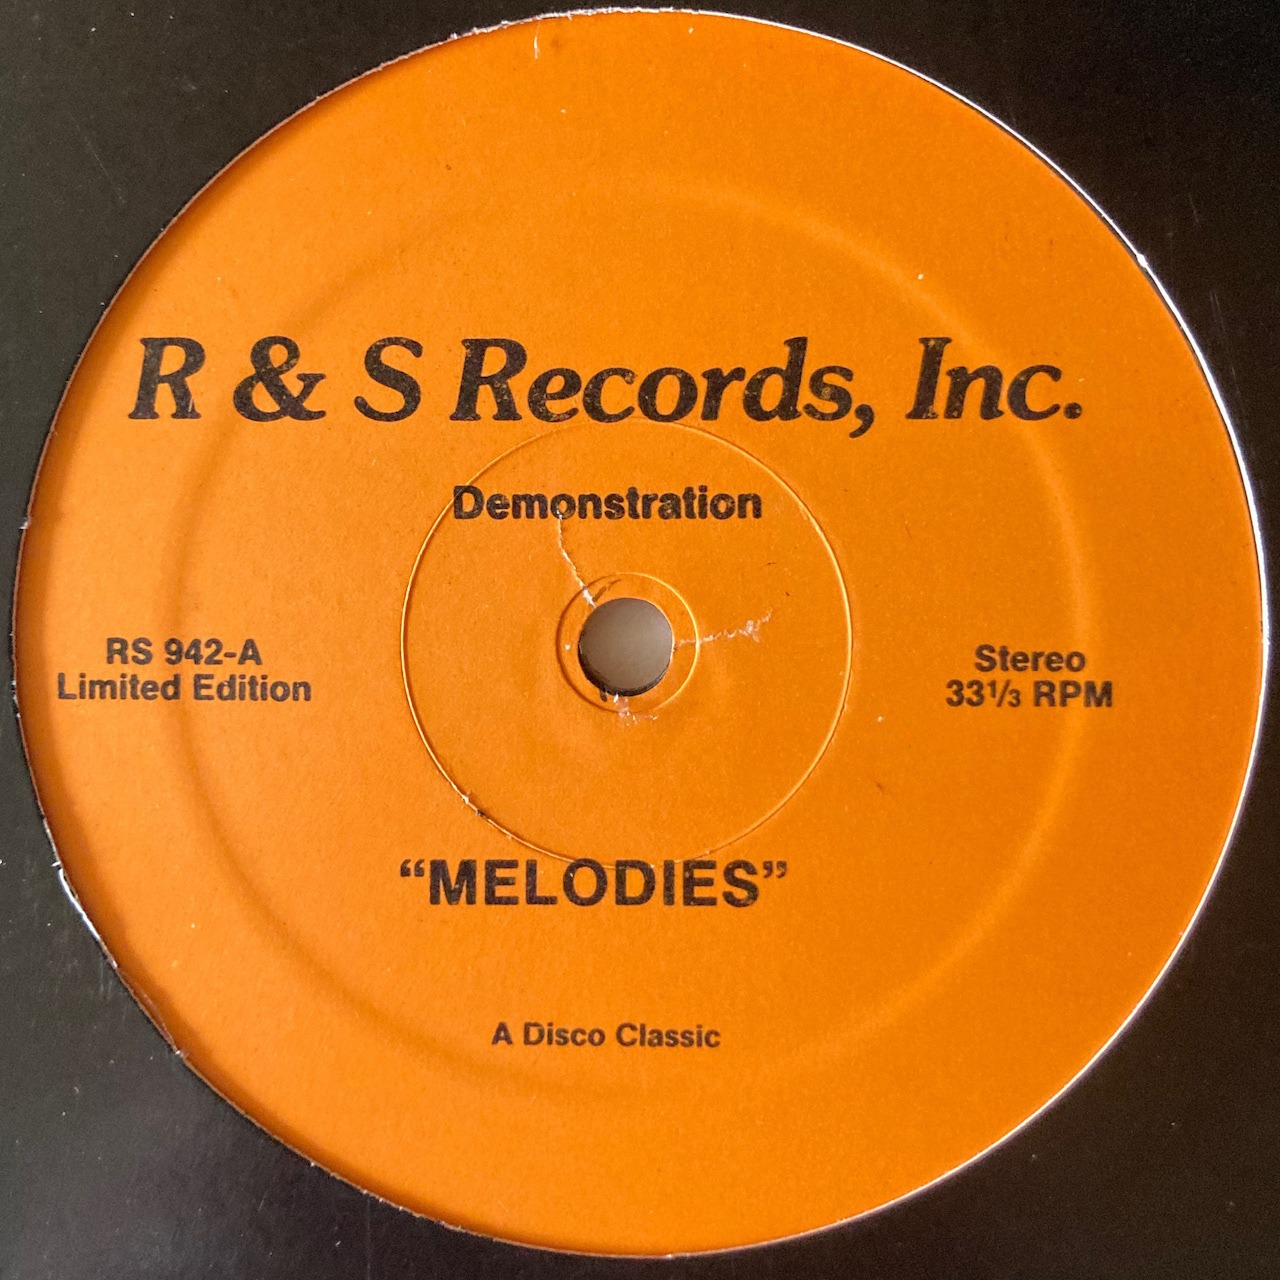 R & S Records, Inc.
Demonstration
RS 942-A
Limited Edition
Stereo
33⅓ RPM
“MELODIES”
A Disco Classic